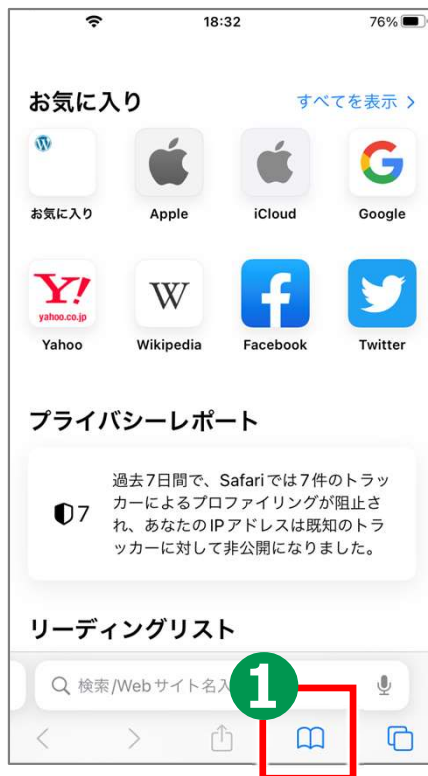 18:32 76%
お気に入り すべてを表示 >
お気に入り Apple iCloud Google
Y!
yahoo.co.jp
W
Yahoo Wikipedia Facebook Twitter
プライバシーレポート
7
過去7日間で、Safariでは7件のトラッ
カーによるプロファイリングが阻止さ
れ、あなたのIPアドレスは既知のトラ
ッカーに対して非公開になりました。
リーディングリスト
検索/Webサイト名入
1